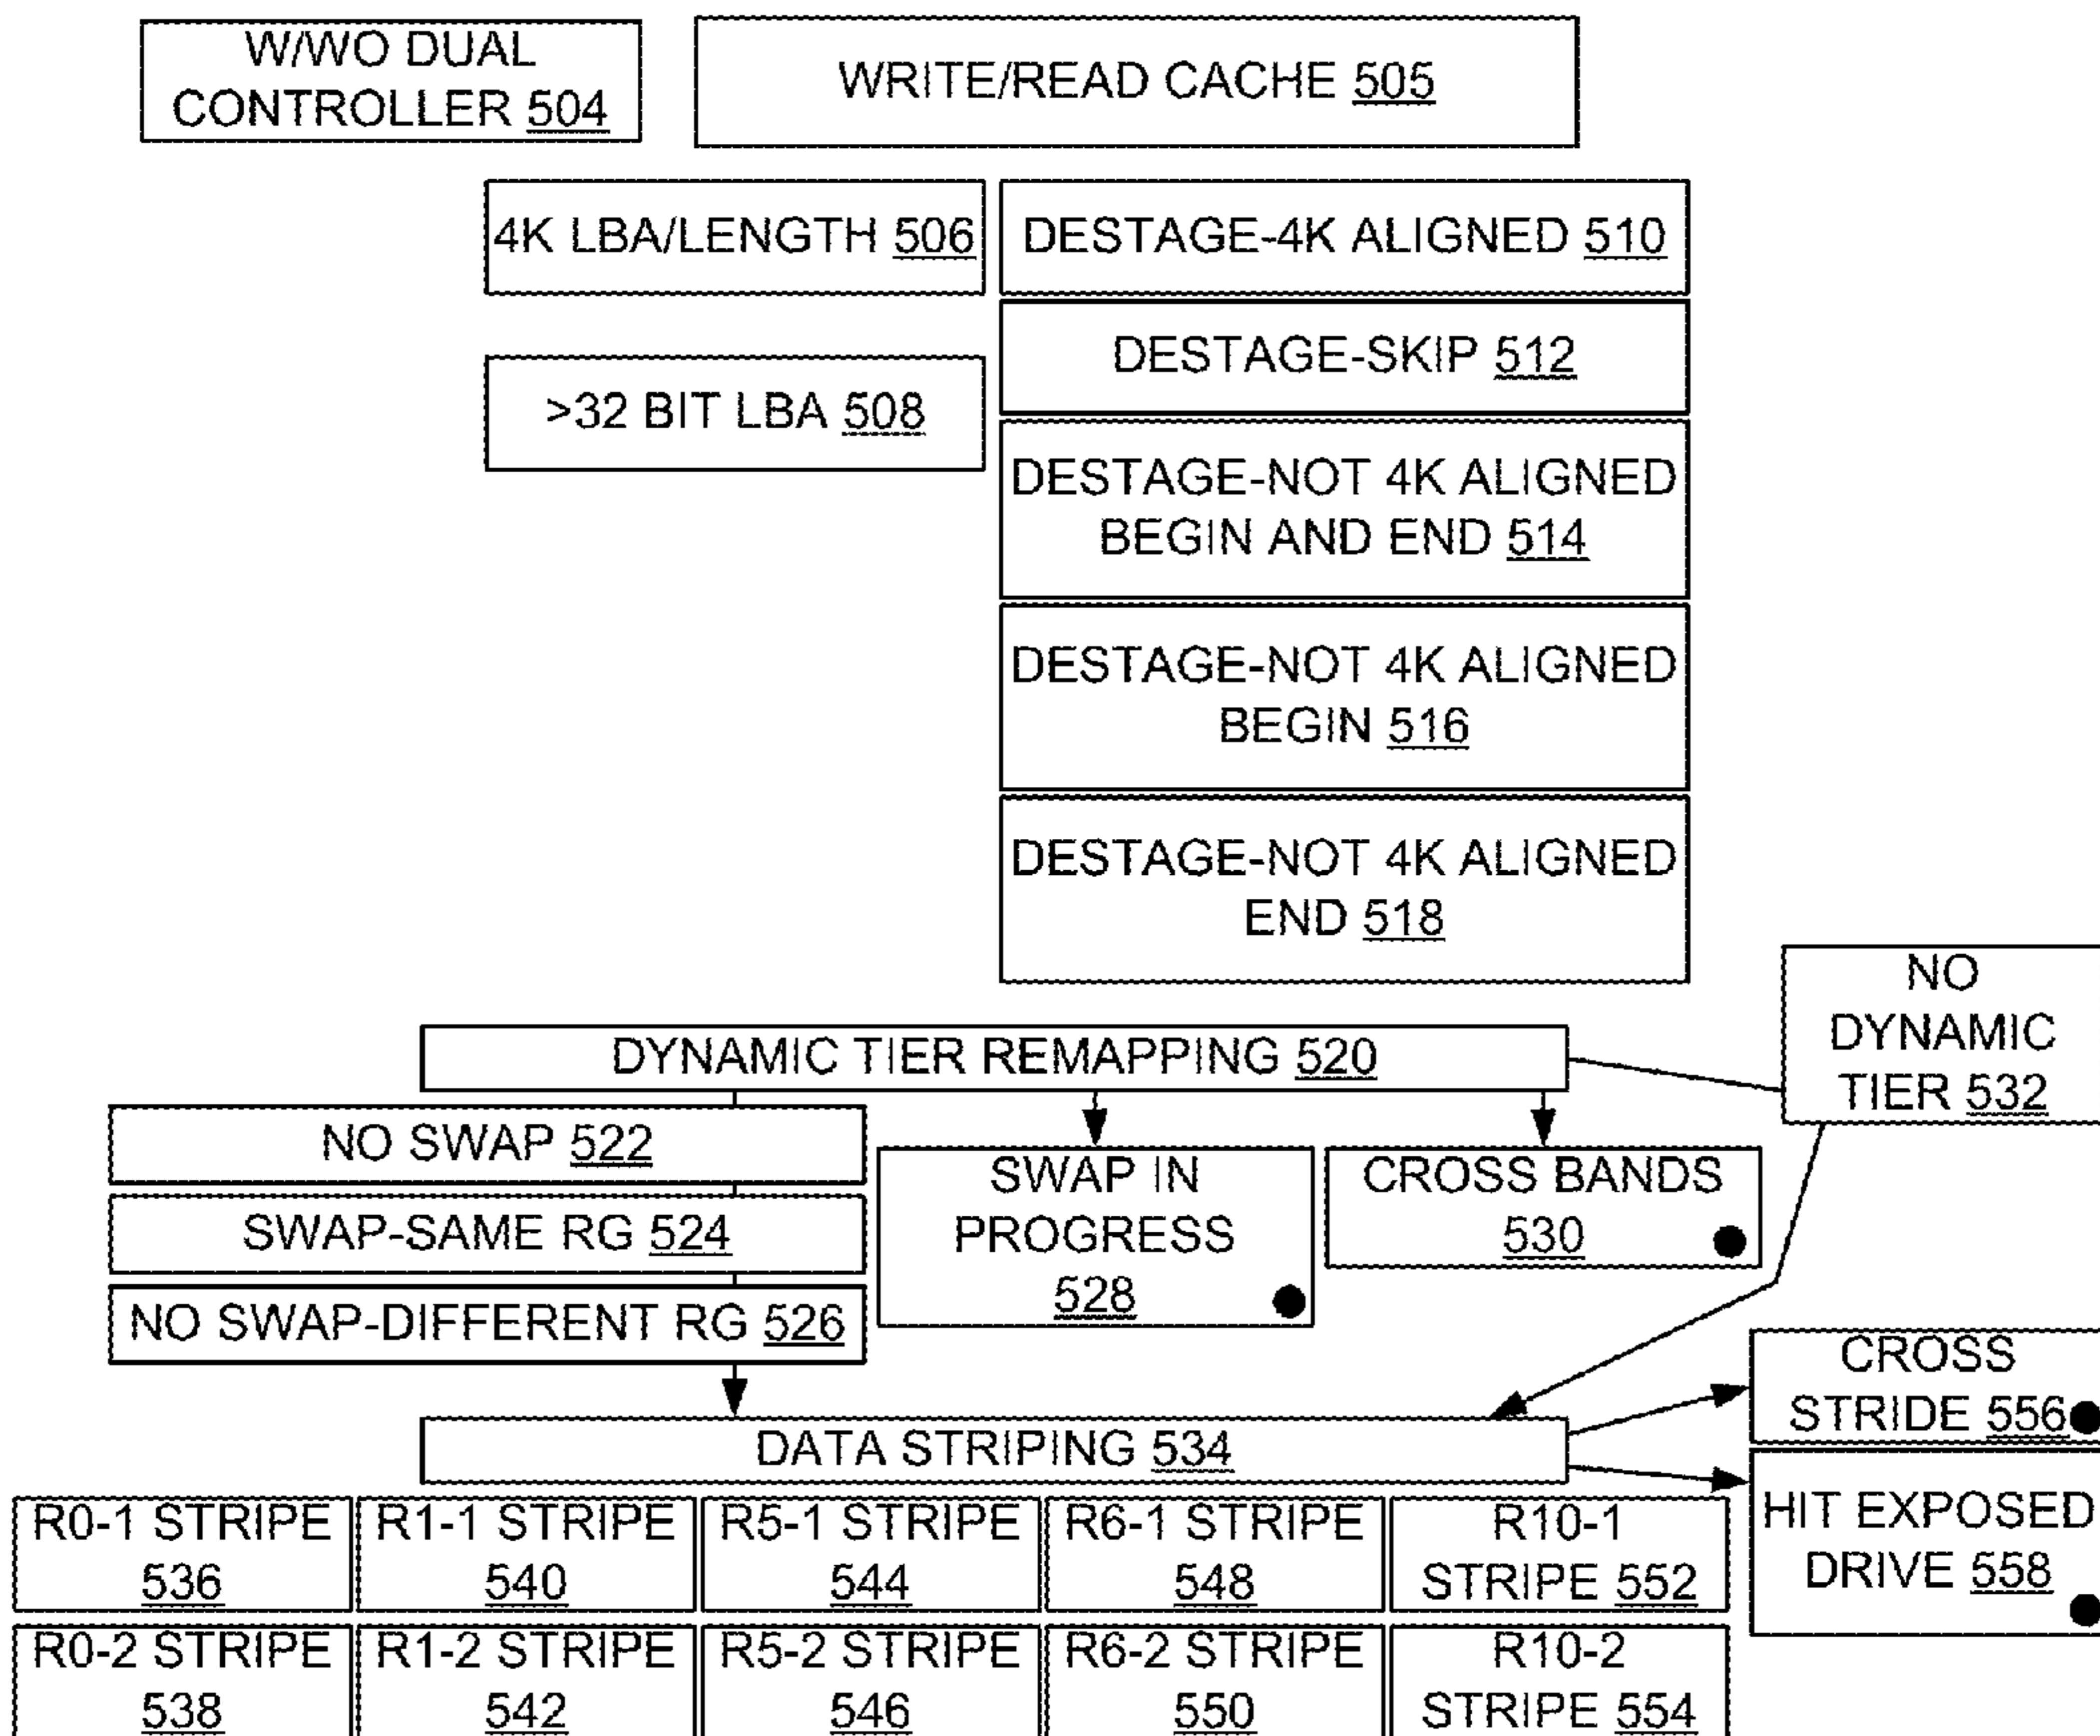 W/WO DUAL
CONTROLLER 504
WRITE/READ CACHE 505
4K LBA/LENGTH 506
DESTAGE-4K ALIGNED 510
DESTAGE-SKIP 512
>32 BIT LBA 508
DESTAGE-NOT 4K ALIGNED
BEGIN AND END 514
DESTAGE-NOT 4K ALIGNED
BEGIN 516
DESTAGE-NOT 4K ALIGNED
END 518
NO
DYNAMIC
TIER 532
DYNAMIC TIER REMAPPING 520
NO SWAP 522
SWAP-SAME RG 524
NO SWAP-DIFFERENT RG 526
SWAP IN
PROGRESS
528
CROSS BANDS
530
CROSS
STRIDE 556
DATA STRIPING 534
HIT EXPOSED
DRIVE 558
R0-1 STRIPE
536
R1-1 STRIPE
540
R5-1 STRIPE
544
R6-1 STRIPE
548
R10-1
STRIPE 552
R0-2 STRIPE
538
R1-2 STRIPE
542
R5-2 STRIPE
546
R6-2 STRIPE
550
R10-2
STRIPE 554